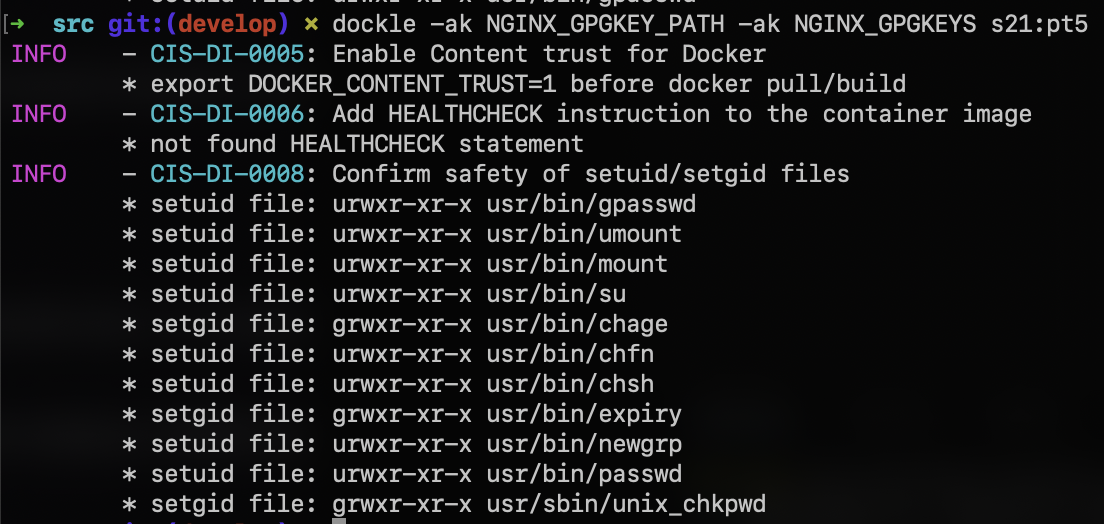 [➜ src git:(develop) ✗ dockle -ak NGINX_GPGKEY_PATH -ak NGINX_GPGKEYS s21:pt5
INFO - CIS-DI-0005: Enable Content trust for Docker
* export DOCKER_CONTENT_TRUST=1 before docker pull/build
INFO - CIS-DI-0006: Add HEALTHCHECK instruction to the container image
* not found HEALTHCHECK statement
INFO - CIS-DI-0008: Confirm safety of setuid/setgid files
* setuid file: urwxr-xr-x usr/bin/gpasswd
* setuid file: urwxr-xr-x usr/bin/umount
* setuid file: urwxr-xr-x usr/bin/mount
* setuid file: urwxr-xr-x usr/bin/su
* setgid file: grwxr-xr-x usr/bin/chage
* setuid file: urwxr-xr-x usr/bin/chfn
* setuid file: urwxr-xr-x usr/bin/chsh
* setgid file: grwxr-xr-x usr/bin/expiry
* setuid file: urwxr-xr-x usr/bin/newgrp
* setuid file: urwxr-xr-x usr/bin/passwd
* setgid file: grwxr-xr-x usr/sbin/unix_chkpwd